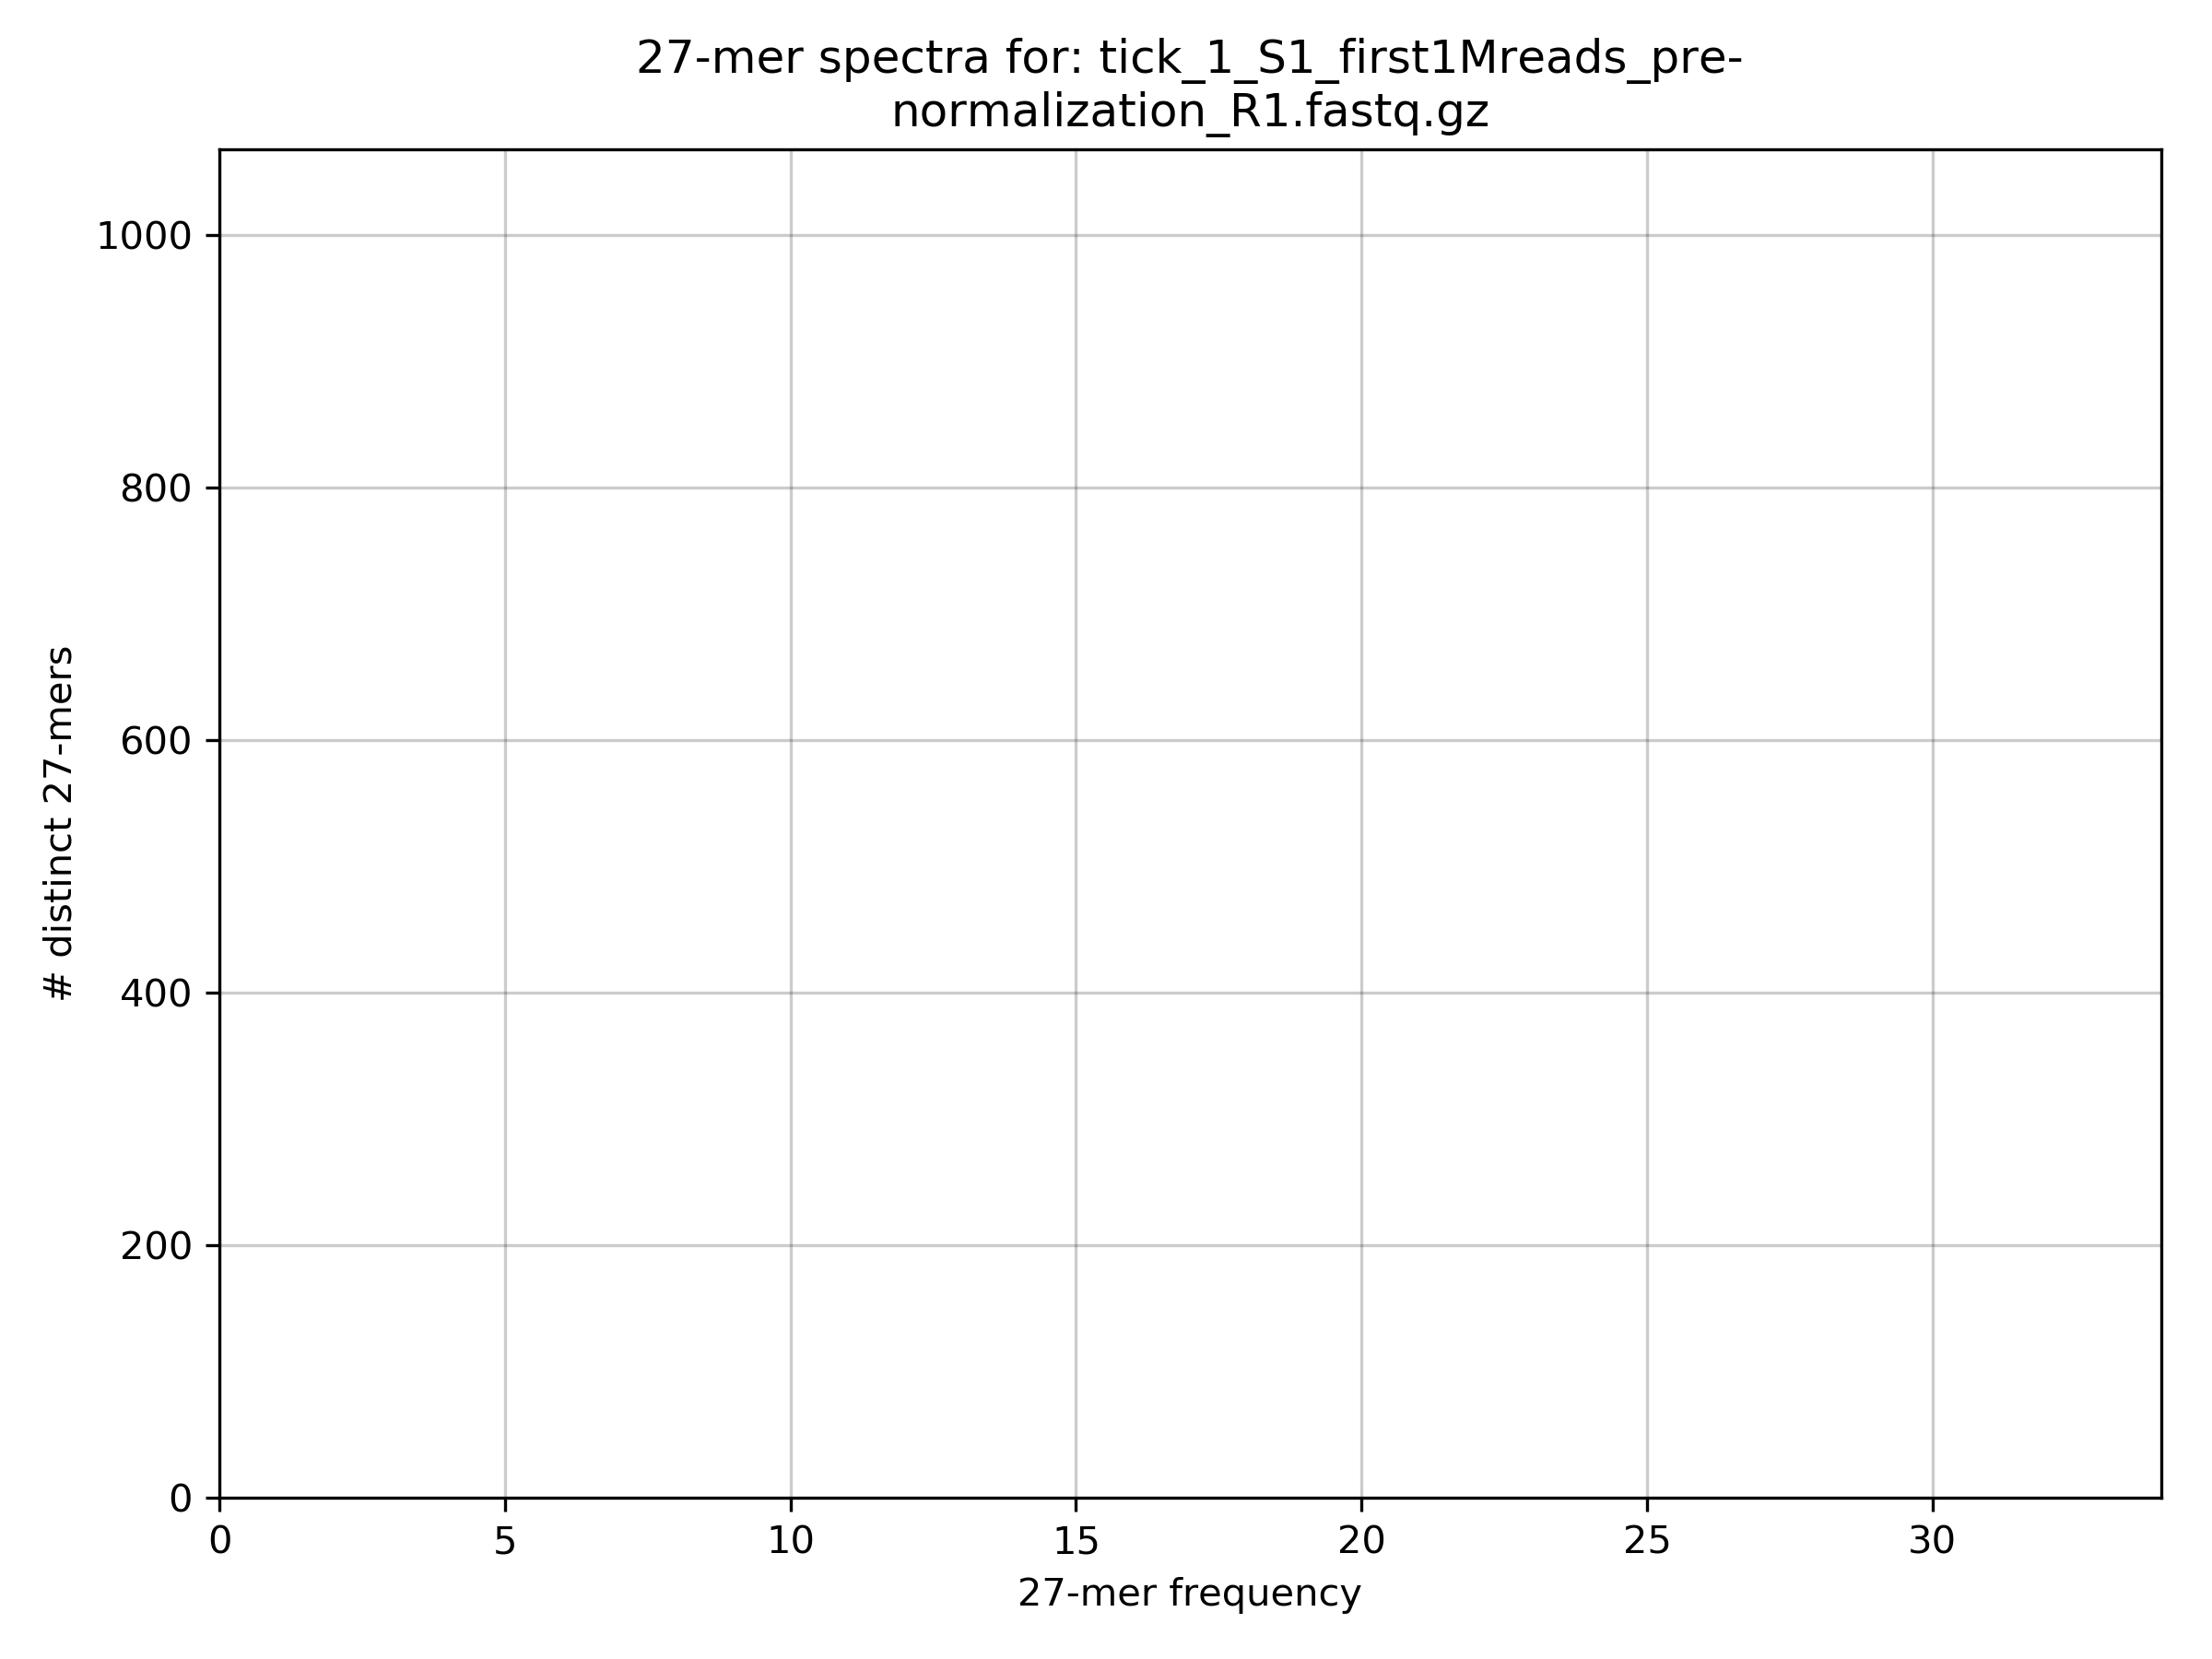 27-mer spectra for: tick_1_S1_first1Mreads_pre-
normalization_R1.fastq.gz
1000
800
600
400
200
0
# distinct 27-mers
0 5 10 15 20 25 30
27-mer frequency